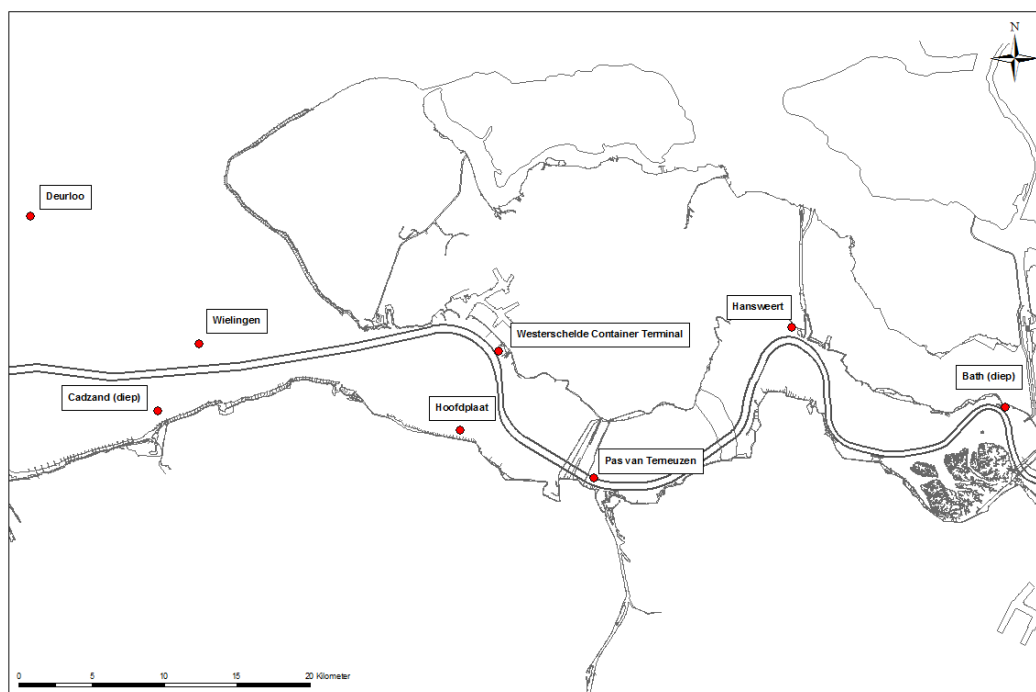 N
Deurloo
Wielingen
Hansweert
Westerschelde Container Terminal
Cadzand (diep)
Bath (diep)
Hoofdplaat
Pas van Terneuzen
0 5 10 15 20 Kilometer